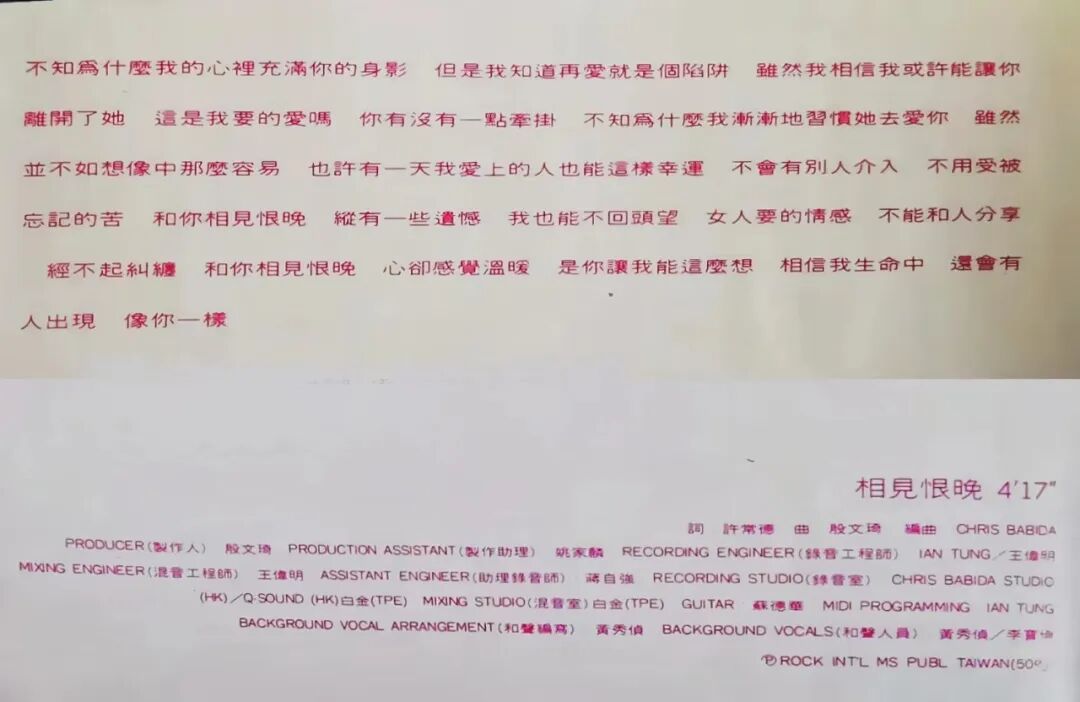 不知為什麼我的心裡充滿你的身影　但是我知道再愛就是個陷阱　雖然我相信我或許能讓你
離開了她　這是我要的愛嗎　你有沒有一點牽掛　不知為什麼我漸漸地習慣她去愛你　雖然
並不如想像中那麼容易　也許有一天我愛上的人也能這樣幸運　不會有別人介入　不用受被
忘記的苦　和你相見恨晚　縱有一些遺憾　我也能不回頭望　女人要的情感　不能和人分享
經不起糾纏　和你相見恨晚　心卻感覺溫暖　是你讓我能這麼想　相信我生命中　還會有
人出現　像你一樣
相見恨晚 4'17"
詞　許常德　曲　殷文琦　編曲　CHRIS BABIDA
PRODUCER(製作人)　殷文琦　PRODUCTION ASSISTANT(製作助理)　姚家麟　RECORDING ENGINEER(錄音工程師)　IAN TUNG／王偉明
MIXING ENGINEER(混音工程師)　王偉明　ASSISTANT ENGINEER(助理錄音師)　蔣自強　RECORDING STUDIO(錄音室)　CHRIS BABIDA STUDIO
(HK)／Q-SOUND (HK)白金(TPE)　MIXING STUDIO(混音室)白金(TPE)　GUITAR　蘇德華　MIDI PROGRAMMING　IAN TUNG
BACKGROUND VOCAL ARRANGEMENT(和聲編寫)　黃秀偵　BACKGROUND VOCALS(和聲人員)　黃秀偵／李寶
Ⓟ ROCK INT'L MS PUBL TAIWAN(50%